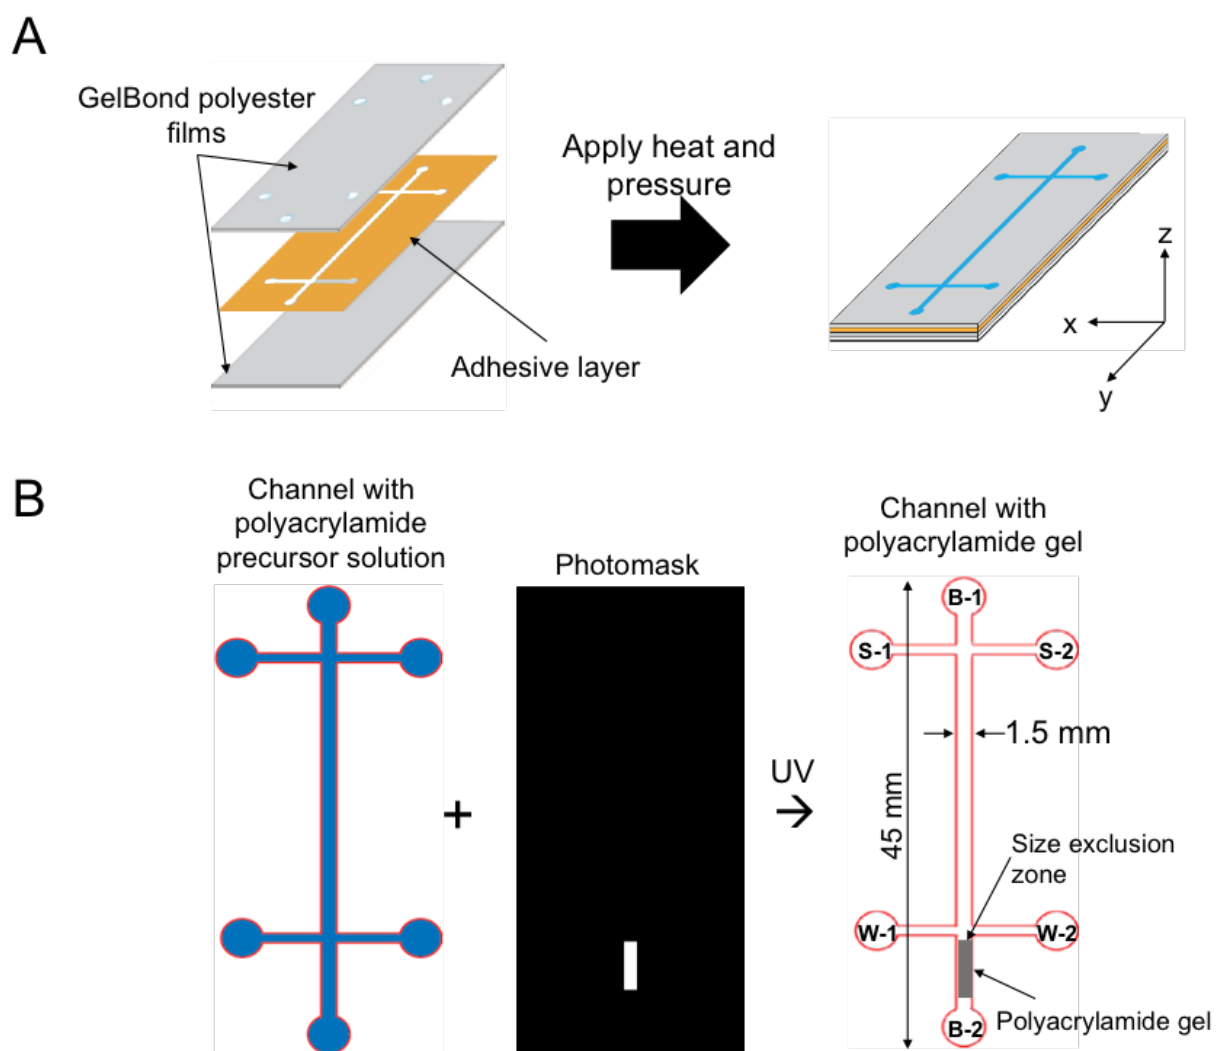 A
GelBond polyester
films
Apply heat and
pressure
Adhesive layer
z
x
y
B
Channel with
polyacrylamide
precursor solution
+
Photomask
UV
→
Channel with
polyacrylamide gel
B-1
S-1
S-2
1.5 mm
45 mm
Size exclusion
zone
W-1
W-2
B-2
Polyacrylamide gel